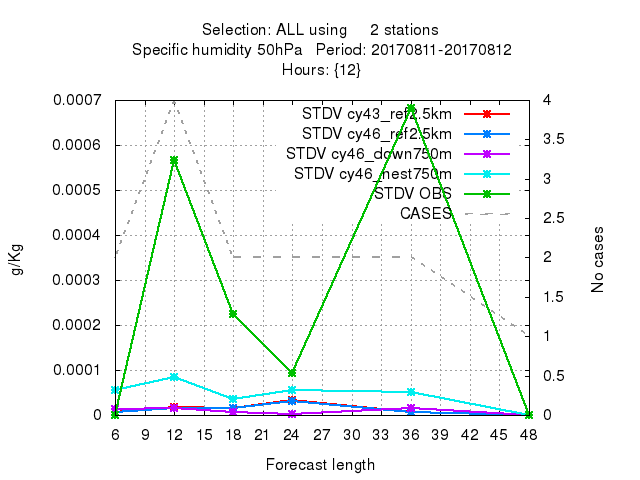 Selection: ALL using 2 stations
Specific humidity 50hPa Period: 20170811-20170812
Hours: {12}
0.0007
0.0006
0.0005
0.0004
0.0003
0.0002
0.0001
0
g/Kg
STDV cy43_ref2.5km
STDV cy46_ref2.5km
STDV cy46_down750m
STDV cy46_nest750m
STDV OBS
CASES
4
3.5
3
2.5
2
1.5
1
0.5
0
No cases
6 9 12 15 18 21 24 27 30 33 36 39 42 45 48
Forecast length